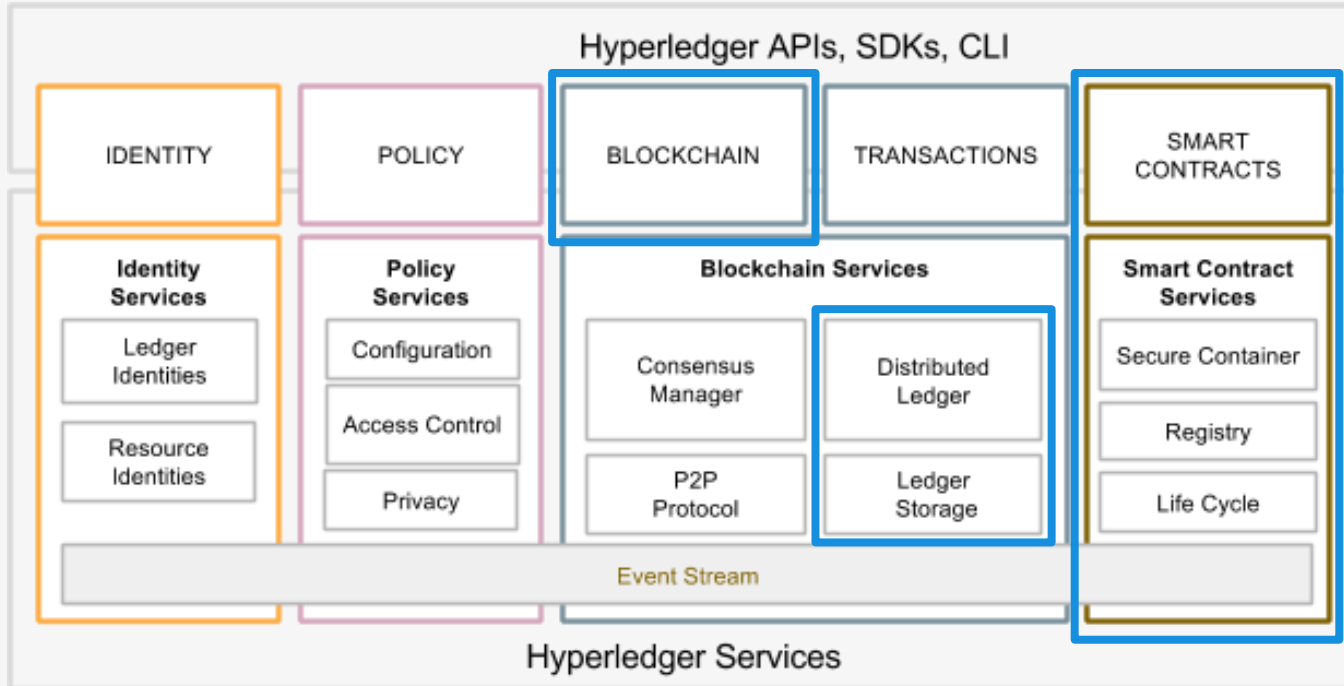 Hyperledger APIs, SDKs, CLI
IDENTITY
POLICY
BLOCKCHAIN
TRANSACTIONS
SMART
CONTRACTS
Identity
Services
Ledger
Identities
Resource
Identities
Policy
Services
Configuration
Access Control
Privacy
Blockchain Services
Consensus
Manager
Distributed
Ledger
P2P
Protocol
Ledger
Storage
Smart Contract
Services
Secure Container
Registry
Life Cycle
Event Stream
Hyperledger Services